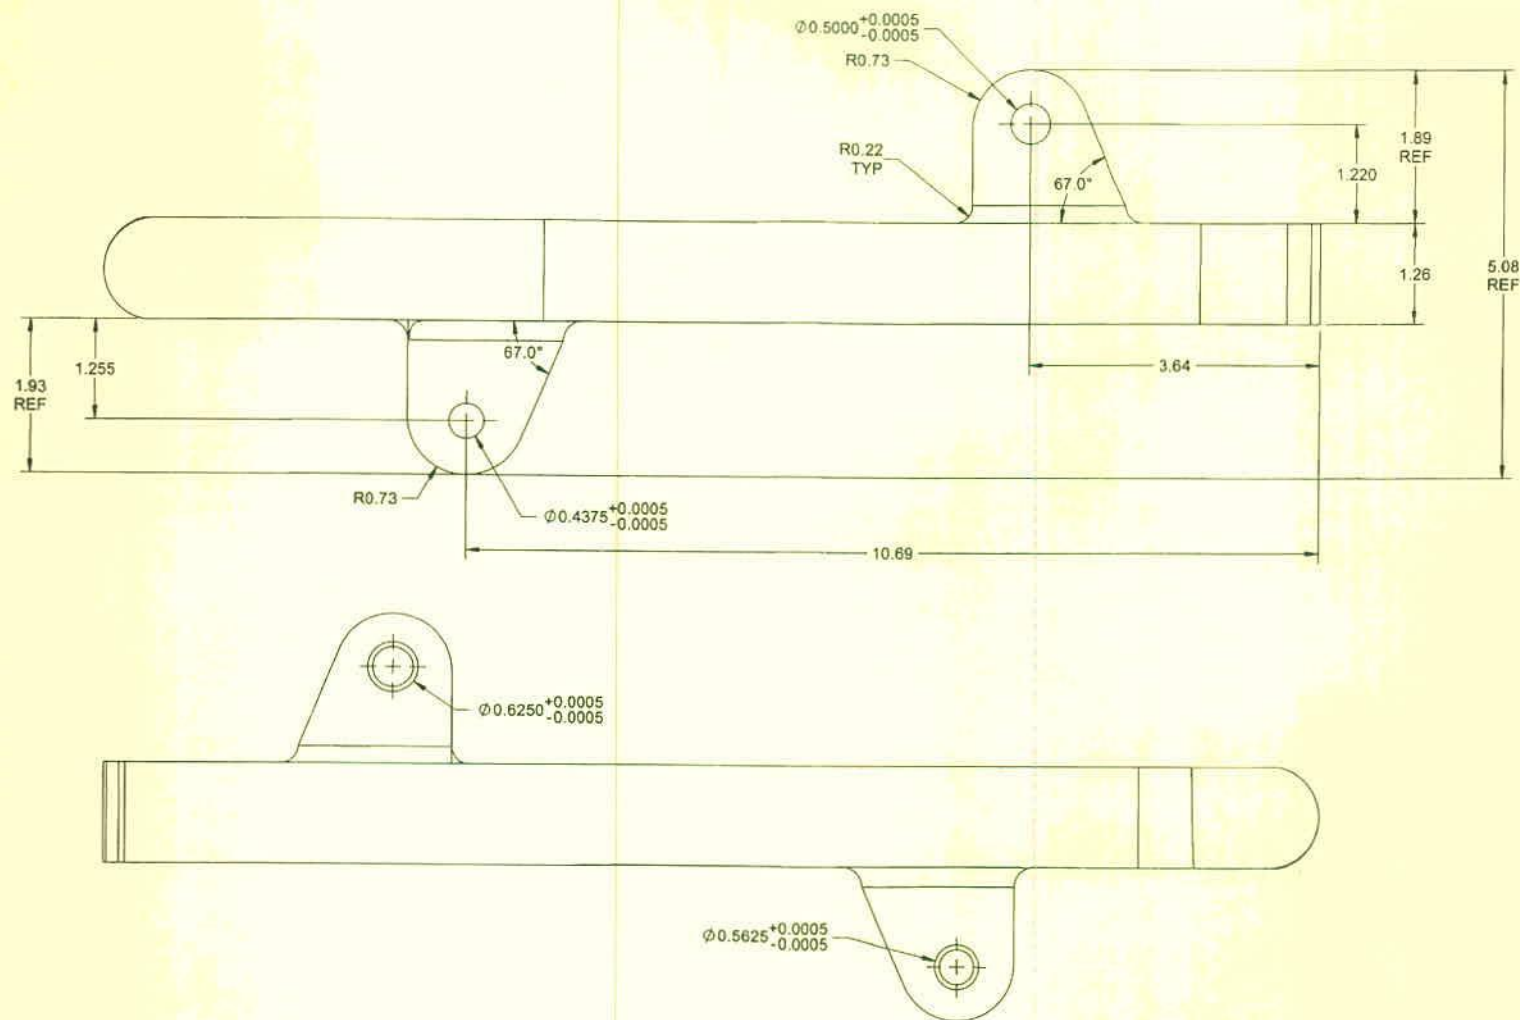 Ø0.5000 +0.0005
-0.0005
R0.73
R0.22
TYP
67.0°
1.220
1.89
REF
1.26
5.08
REF
3.64
67.0°
1.255
1.93
REF
R0.73
Ø0.4375 +0.0005
-0.0005
10.69
Ø0.6250 +0.0005
-0.0005
Ø0.5625 +0.0005
-0.0005